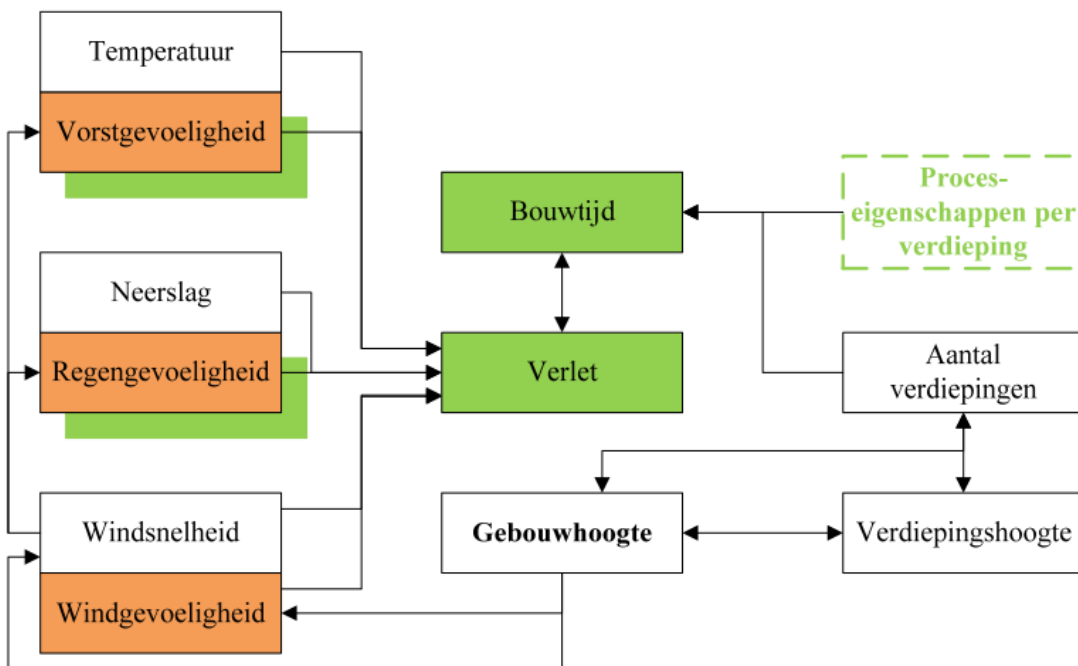 Temperatuur
Vorstgevoeligheid
Neerslag
Regengevoeligheid
Windsnelheid
Windgevoeligheid
Bouwtijd
Verlet
Gebouwhoogte
Proces-
eigenschappen per
verdieping
Aantal
verdiepingen
Verdiepingshoogte